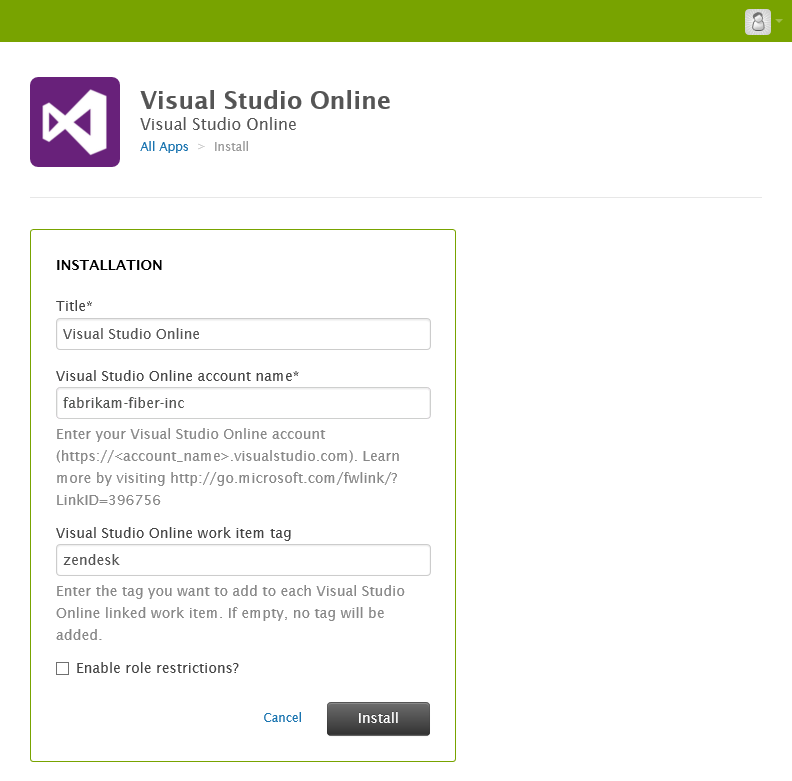 Visual Studio Online
Visual Studio Online
All Apps > Install
INSTALLATION
Title*
Visual Studio Online
Visual Studio Online account name*
fabrikam-fiber-inc
Enter your Visual Studio Online account
(https://<account_name>.visualstudio.com). Learn
more by visiting http://go.microsoft.com/fwlink/?
LinkID=396756
Visual Studio Online work item tag
zendesk
Enter the tag you want to add to each Visual Studio
Online linked work item. If empty, no tag will be
added.
Enable role restrictions?
Cancel Install